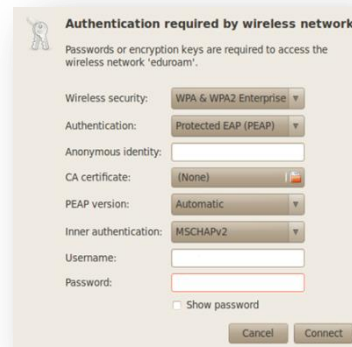 Authentication required by wireless network
Passwords or encryption keys are required to access the
wireless network 'eduroam'.
Wireless security: WPA & WPA2 Enterprise
Authentication: Protected EAP (PEAP)
Anonymous identity:
CA certificate: (None)
PEAP version: Automatic
Inner authentication: MSCHAPv2
Username:
Password:
Show password
Cancel Connect